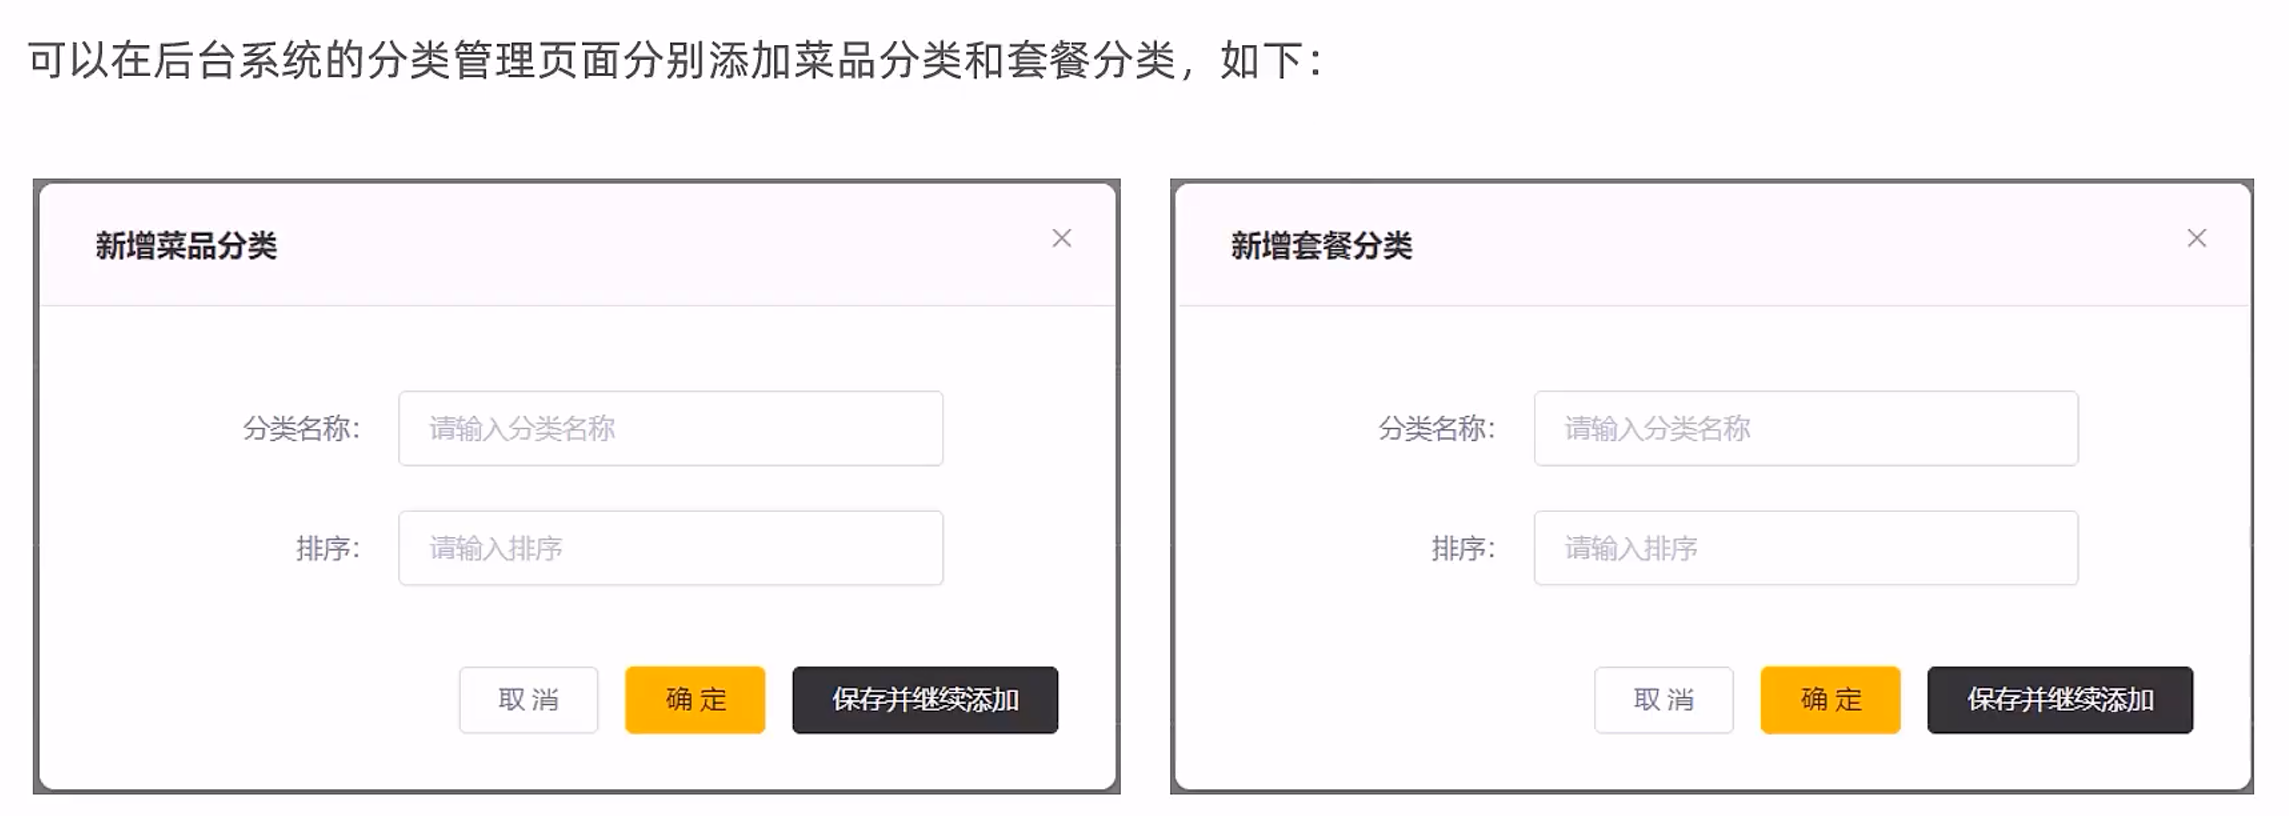 可以在后台系统的分类管理页面分别添加菜品分类和套餐分类，如下：
新增菜品分类
分类名称：
请输入分类名称
排序：
请输入排序
取 消
确 定
保存并继续添加
新增套餐分类
分类名称：
请输入分类名称
排序：
请输入排序
取 消
确 定
保存并继续添加